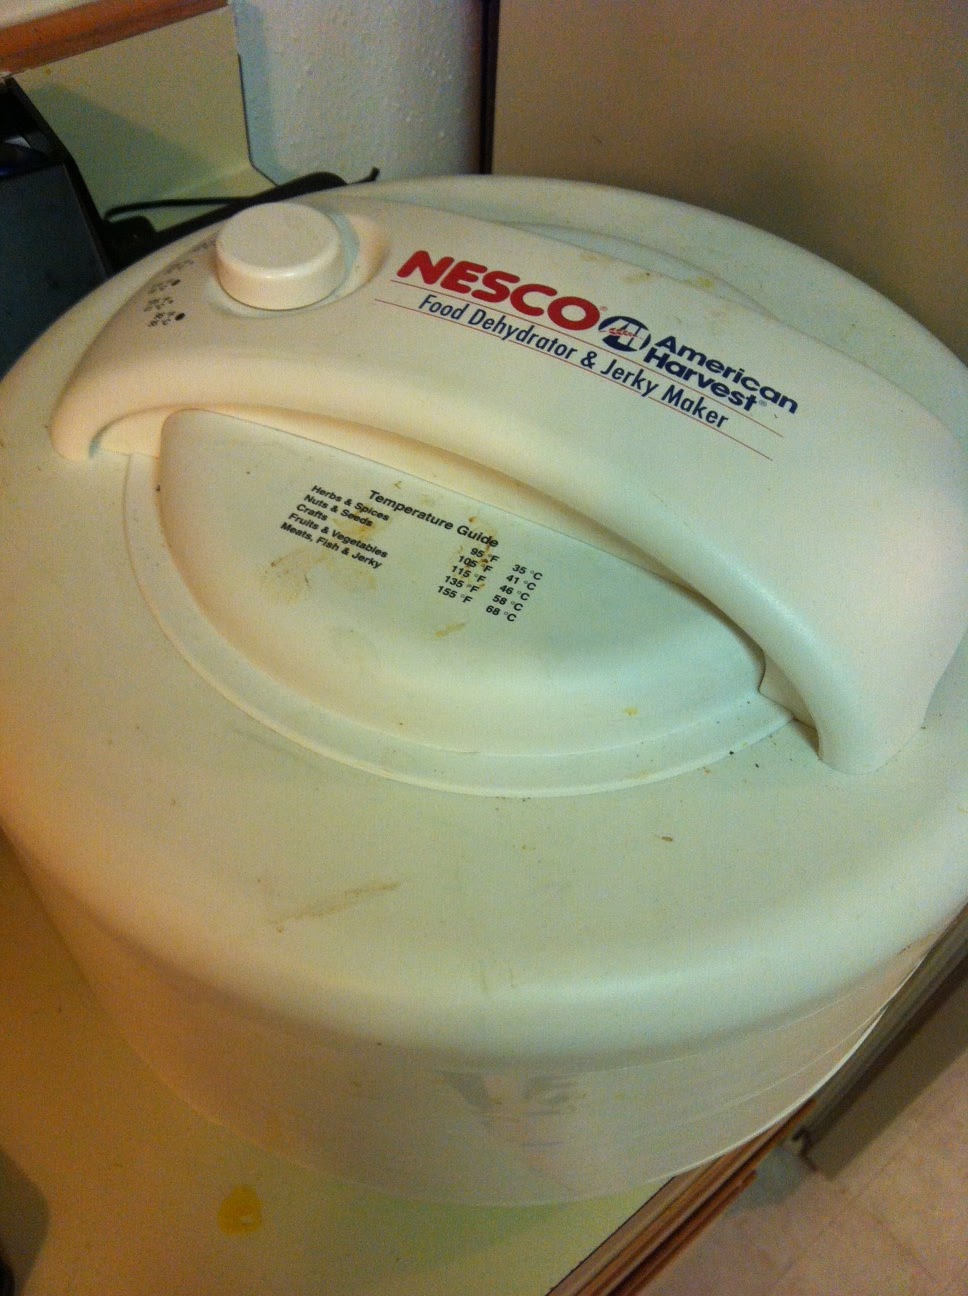 NESCO®
American
Harvest®
Food Dehydrator & Jerky Maker
Temperature Guide
Herbs & Spices 95 °F 35 °C
Nuts & Seeds 105 °F 41 °C
Crafts 115 °F 46 °C
Fruits & Vegetables 135 °F 58 °C
Meats, Fish & Jerky 155 °F 68 °C